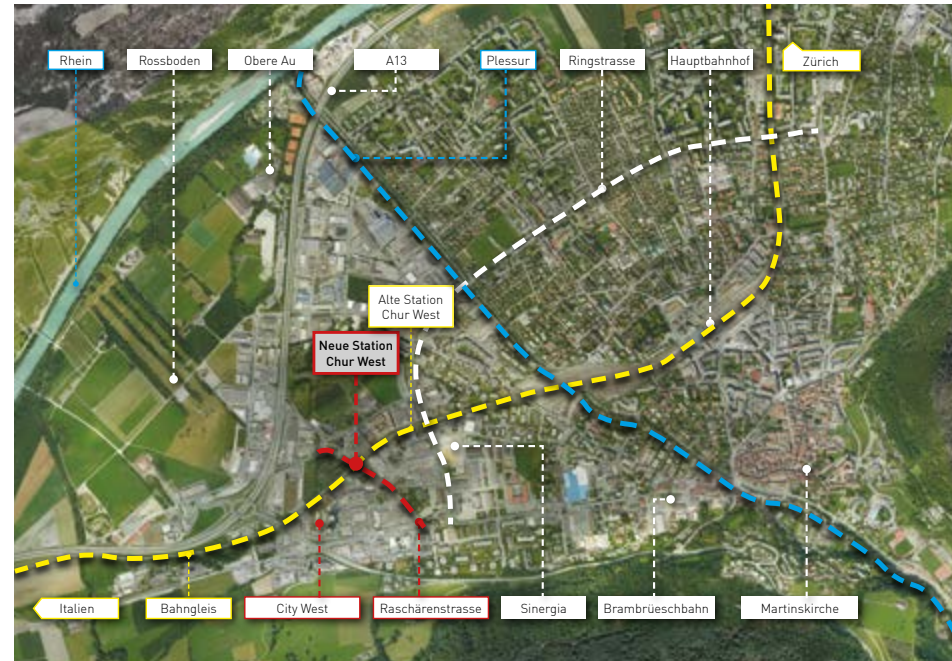 Rhein
Rossboden
Obere Au
A13
Plessur
Ringstrasse
Hauptbahnhof
Zürich
Alte Station
Chur West
Neue Station
Chur West
Italien
Bahngleis
City West
Raschärenstrasse
Sinergia
Brambrüeschbahn
Martinskirche